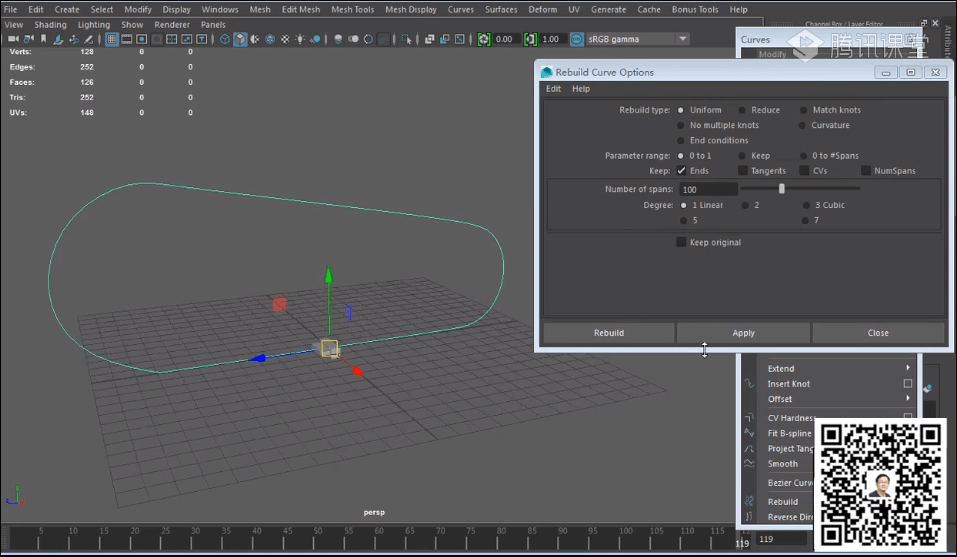 File Edit Create Select Modify Display Windows Mesh Edit Mesh Mesh Tools Mesh Display Curves Surfaces Deform UV Generate Cache Bonus Tools Help
View Shading Lighting Show Renderer Panels
0.00 1.00 sRGB gamma
Verts: 128 0 0
Edges: 252 0 0
Faces: 126 0 0
Tris: 252 0 0
UVs: 148 0 0
Channel Box / Layer Editor
Curves
Modify
腾讯课堂
Rebuild Curve Options
Edit Help
Rebuild type: Uniform Reduce Match knots
No multiple knots Curvature
End conditions
Parameter range: 0 to 1 Keep 0 to #Spans
Keep: Ends Tangents CVs NumSpans
Number of spans: 100
Degree: 1 Linear 2 3 Cubic
5 7
Keep original
Rebuild Apply Close
Extend
Insert Knot
Offset
CV Hardness
Fit B-spline
Project Tang
Smooth
Bezier Curv
Rebuild
Reverse Dire
persp
5 10 15 20 25 30 35 40 45 50 55 60 65 70 75 80 85 90 95 100 105 110 115
119 119